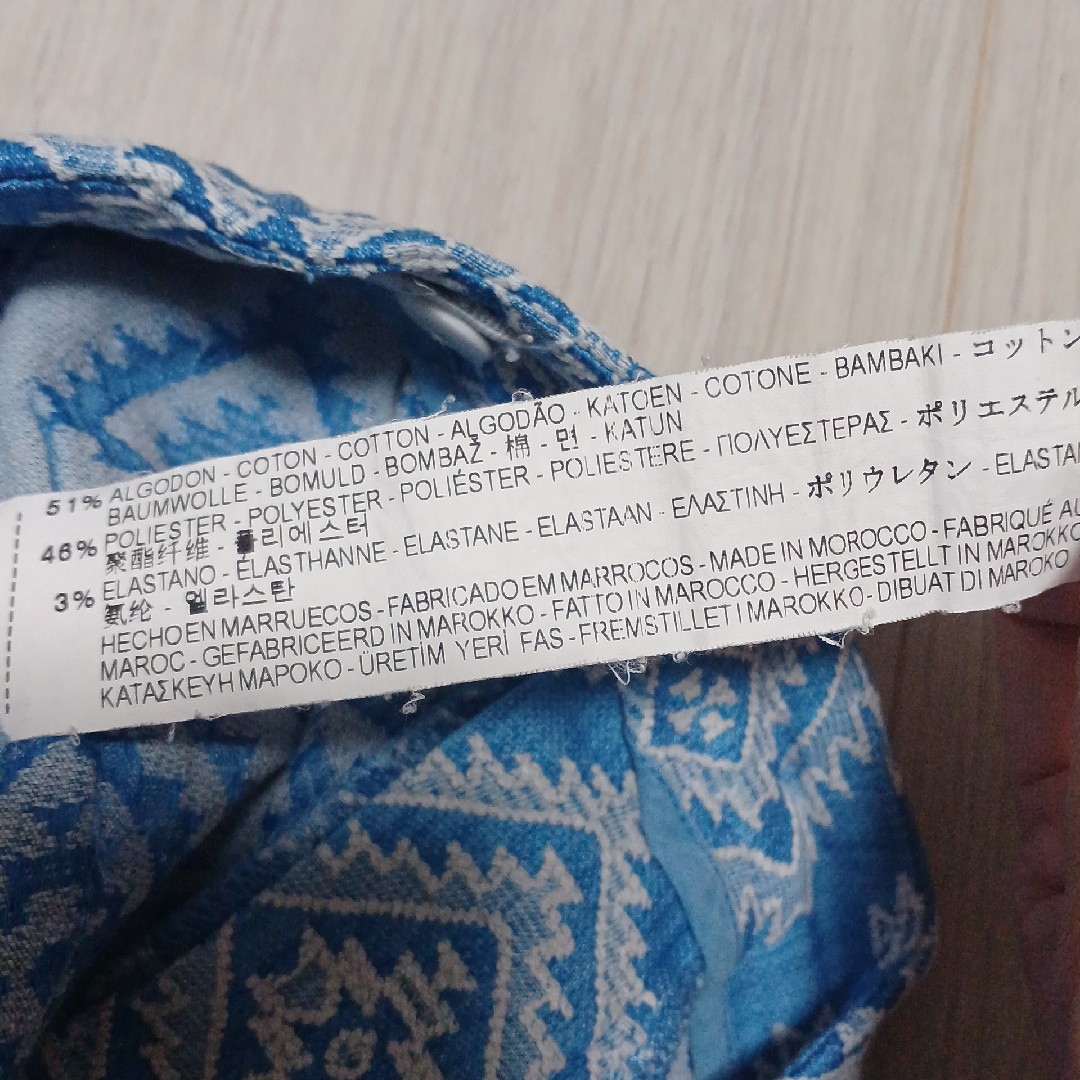 51% ALGODON - COTON - COTTON - ALGODÃO - KATOEN - COTONE - BAMBAKI - コットン
BAUMWOLLE - BOMULD - BOMBAŽ - 棉 - 면 - KATUN
46% POLIESTER - POLYESTER - POLIÉSTER - POLIESTERE - ΠΟΛΥΕΣΤΕΡΑΣ - ポリエステル
聚酯纤维 - 폴리에스터
3% ELASTANO - ÉLASTHANNE - ELASTANE - ELASTAAN - ΕΛΑΣΤΙΝΗ - ポリウレタン - ELASTAN
氨纶 - 엘라스탄
HECHO EN MARRUECOS - FABRICADO EM MARROCOS - MADE IN MOROCCO - FABRIQUÉ AU
MAROC - GEFABRICEERD IN MAROKKO - FATTO IN MAROCCO - HERGESTELLT IN MAROKKO
ΚΑΤΑΣΚΕΥΗ ΜΑΡΟΚΟ - ÜRETİM YERİ FAS - FREMSTILLET I MAROKKO - DIBUAT DI MAROKO